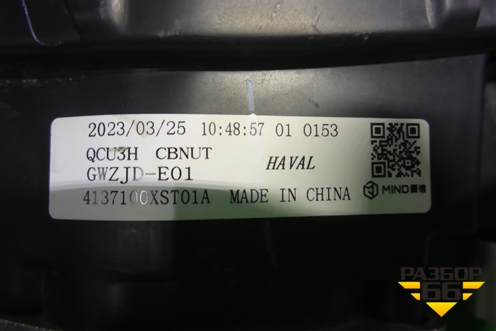 2023/03/25 10:48:57 01 0153
QCU3H CBNUT HAVAL
GWZJD-E01
4137100XST01A MADE IN CHINA MIND
РАЗБОР
66